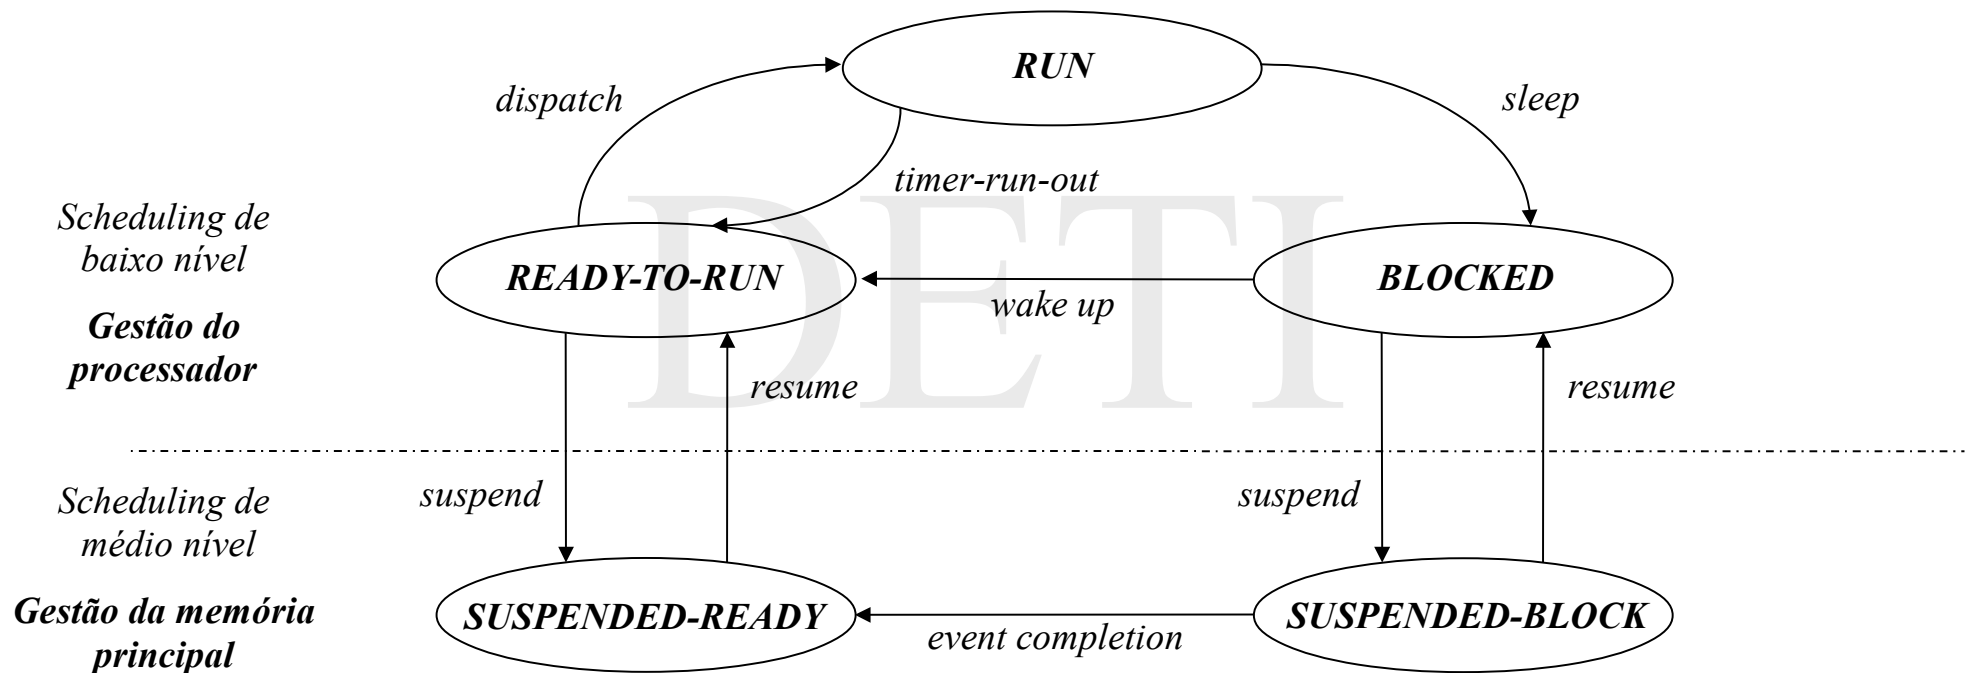 RUN
dispatch
sleep
timer-run-out
DETI
Scheduling de
baixo nível
READY-TO-RUN
BLOCKED
wake up
Gestão do
processador
resume
resume
Scheduling de
médio nível
suspend
suspend
Gestão da memória
principal
SUSPENDED-READY
SUSPENDED-BLOCK
event completion